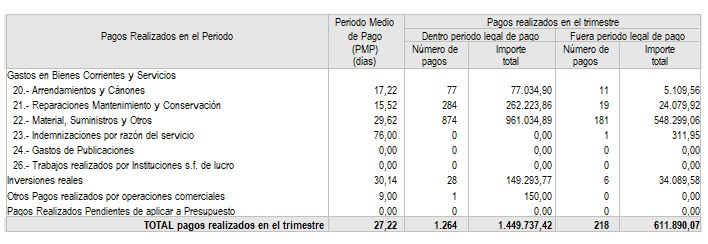 Pagos Realizados en el Periodo
Periodo Medio de Pago (PMP) (días)
Pagos realizados en el trimestre
Dentro periodo legal de pago
Fuera periodo legal de pago
Número de pagos
Importe total
Número de pagos
Importe total
Gastos en Bienes Corrientes y Servicios
20.- Arrendamientos y Cánones 17,22 77 77.034,90 11 5.109,56
21.- Reparaciones Mantenimiento y Conservación 15,52 284 262.223,86 19 24.079,92
22.- Material, Suministros y Otros 29,62 874 961.034,89 181 548.299,06
23.- Indemnizaciones por razón del servicio 76,00 0 0,00 1 311,95
24.- Gastos de Publicaciones 0,00 0 0,00 0 0,00
26.- Trabajos realizados por Instituciones s.f. de lucro 0,00 0 0,00 0 0,00
Inversiones reales 30,14 28 149.293,77 6 34.089,58
Otros Pagos realizados por operaciones comerciales 9,00 1 150,00 0 0,00
Pagos Realizados Pendientes de aplicar a Presupuesto 0,00 0 0,00 0 0,00
TOTAL pagos realizados en el trimestre 27,22 1.264 1.449.737,42 218 611.890,07